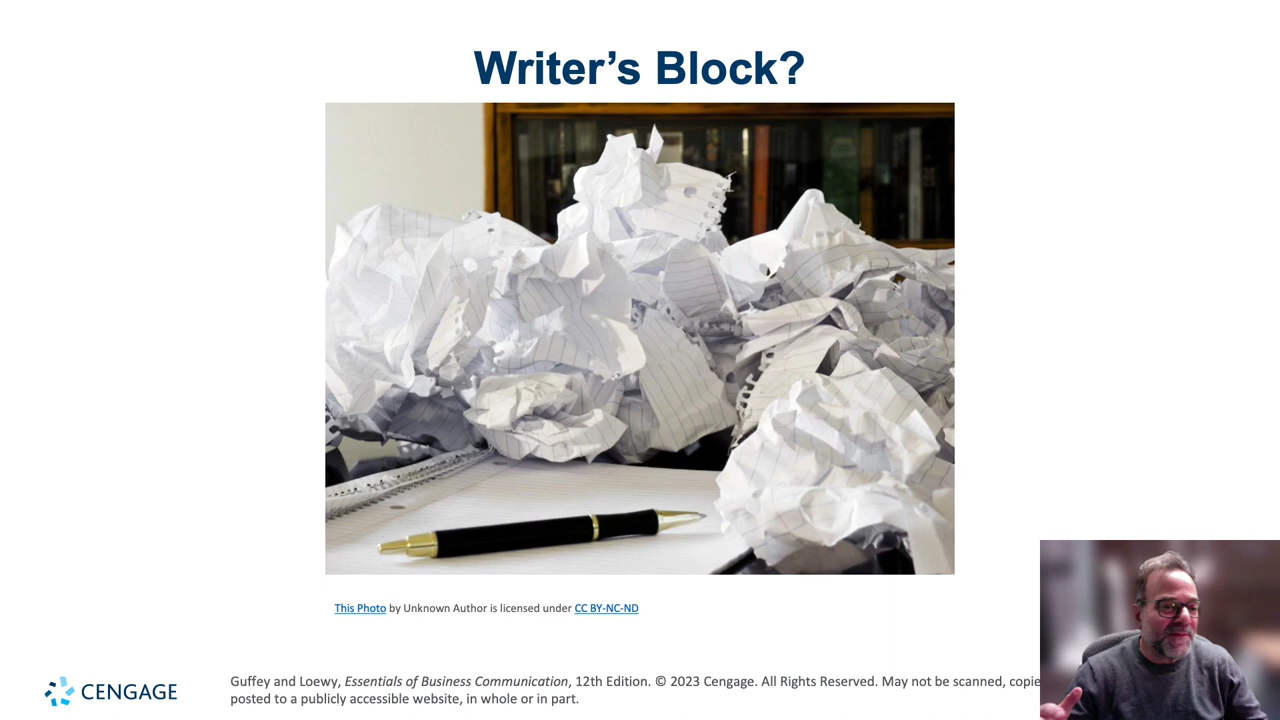 Writer’s Block?
This Photo by Unknown Author is licensed under CC BY-NC-ND
CENGAGE
Guffey and Loewy, Essentials of Business Communication, 12th Edition. © 2023 Cengage. All Rights Reserved. May not be scanned,
posted to a publicly accessible website, in whole or in part.